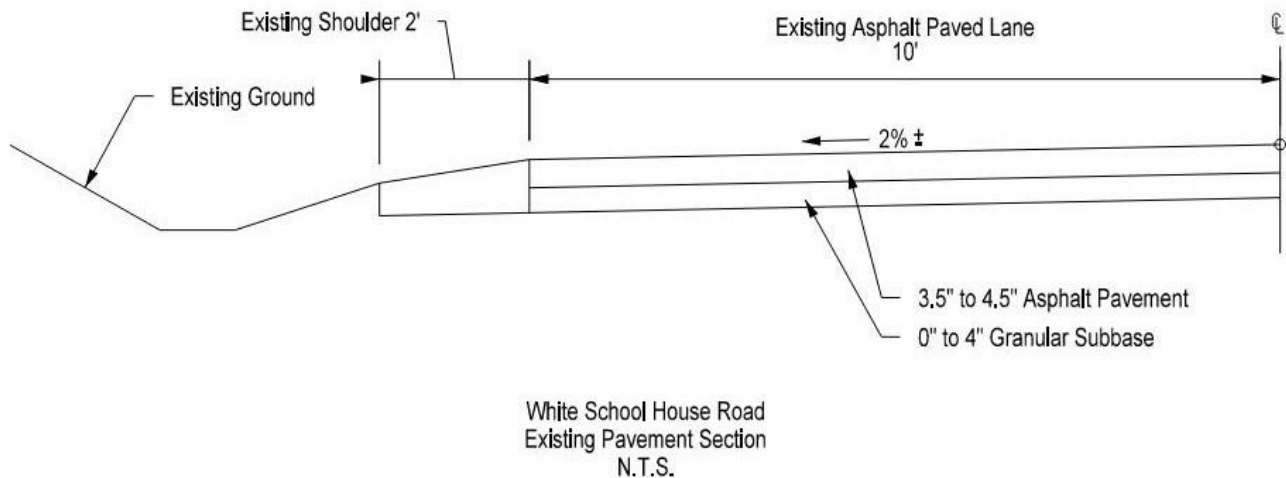 Existing Shoulder 2'
Existing Asphalt Paved Lane
10'
℄
Existing Ground
2% ±
3.5" to 4.5" Asphalt Pavement
0" to 4" Granular Subbase
White School House Road
Existing Pavement Section
N.T.S.